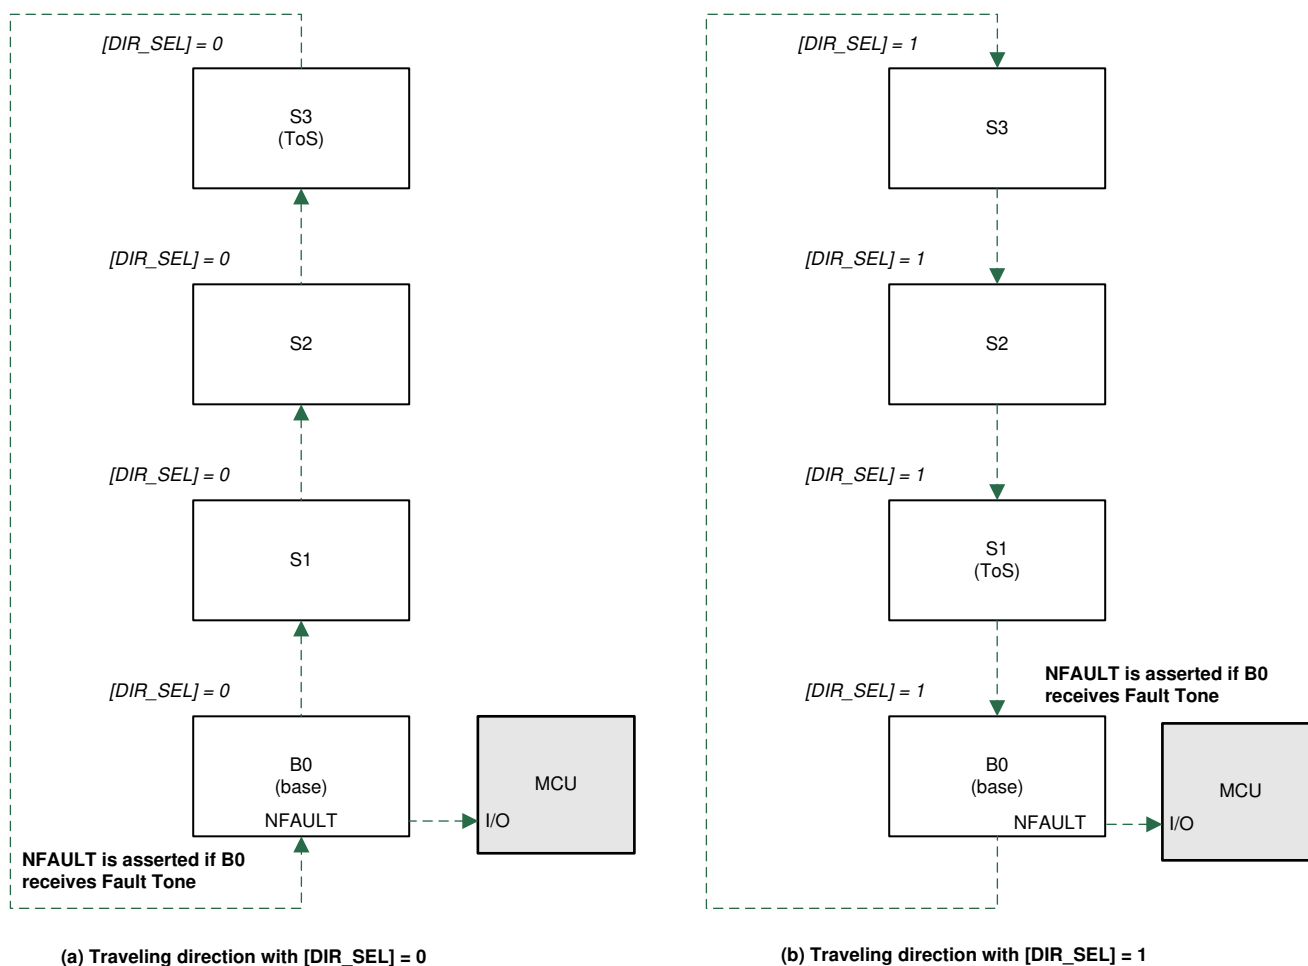 [DIR_SEL] = 0
S3
(ToS)
[DIR_SEL] = 0
S2
[DIR_SEL] = 0
S1
[DIR_SEL] = 0
B0
(base)
NFAULT
MCU
I/O
NFAULT is asserted if B0
receives Fault Tone
(a) Traveling direction with [DIR_SEL] = 0
[DIR_SEL] = 1
S3
[DIR_SEL] = 1
S2
[DIR_SEL] = 1
S1
(ToS)
NFAULT is asserted if B0
receives Fault Tone
[DIR_SEL] = 1
B0
(base)
NFAULT
MCU
I/O
(b) Traveling direction with [DIR_SEL] = 1